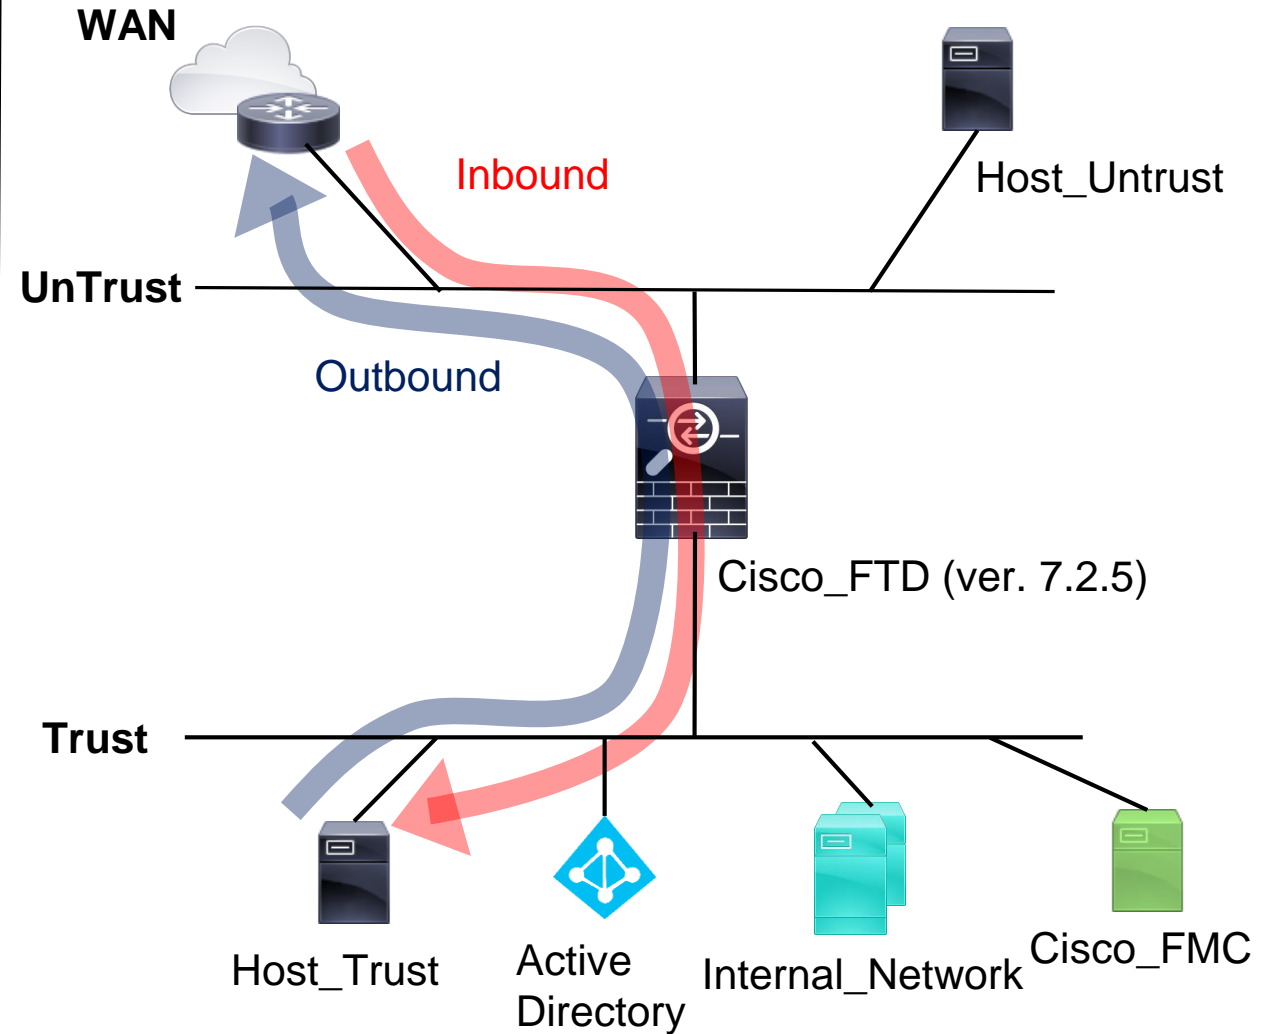 WAN
Inbound
Host_Untrust
UnTrust
Outbound
Cisco_FTD (ver. 7.2.5)
Trust
Host_Trust
Active
Directory
Internal_Network
Cisco_FMC